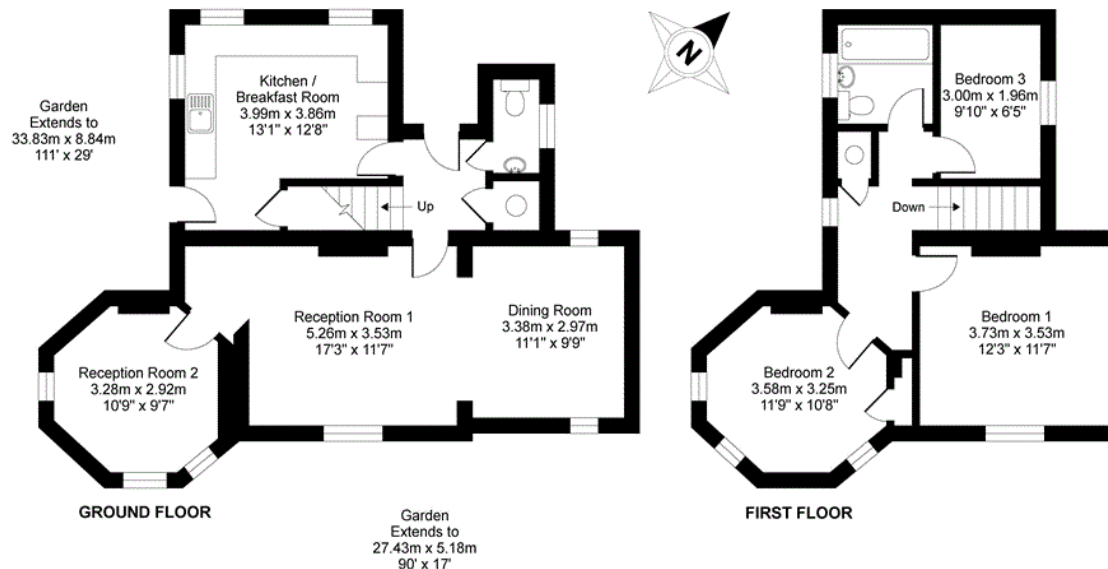 Garden
Extends to
33.83m x 8.84m
111' x 29'
Kitchen /
Breakfast Room
3.99m x 3.86m
13'1" x 12'8"
Up
Reception Room 1
5.26m x 3.53m
17'3" x 11'7"
Dining Room
3.38m x 2.97m
11'1" x 9'9"
Reception Room 2
3.28m x 2.92m
10'9" x 9'7"
GROUND FLOOR
Garden
Extends to
27.43m x 5.18m
90' x 17'
N
Bedroom 3
3.00m x 1.96m
9'10" x 6'5"
Down
Bedroom 1
3.73m x 3.53m
12'3" x 11'7"
Bedroom 2
3.58m x 3.25m
11'9" x 10'8"
FIRST FLOOR